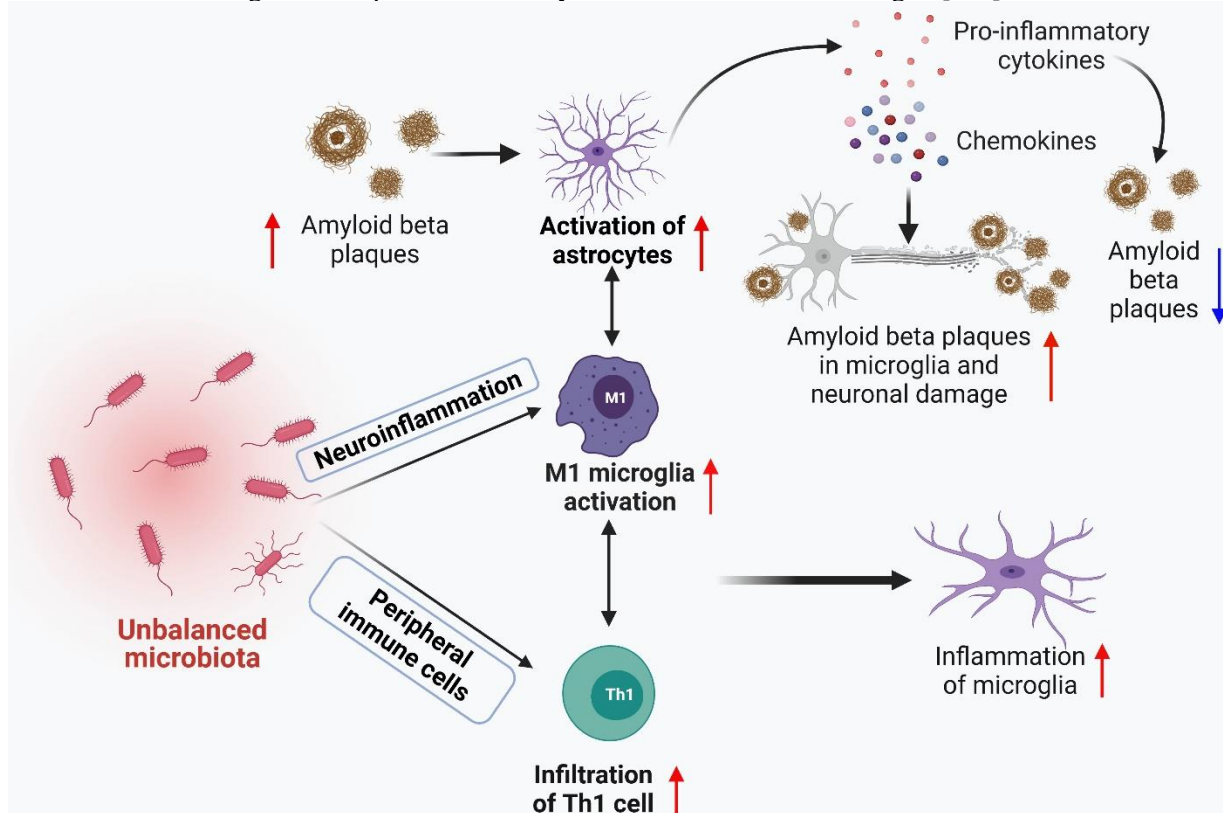 Pro-inflammatory
cytokines
Chemokines
Amyloid beta
plaques
Activation of
astrocytes
Amyloid
beta
plaques
Amyloid beta plaques
in microglia and
neuronal damage
Neuroinflammation
M1
M1 microglia
activation
Unbalanced
microbiota
Peripheral
immune cells
Th1
Inflammation
of microglia
Infiltration
of Th1 cell